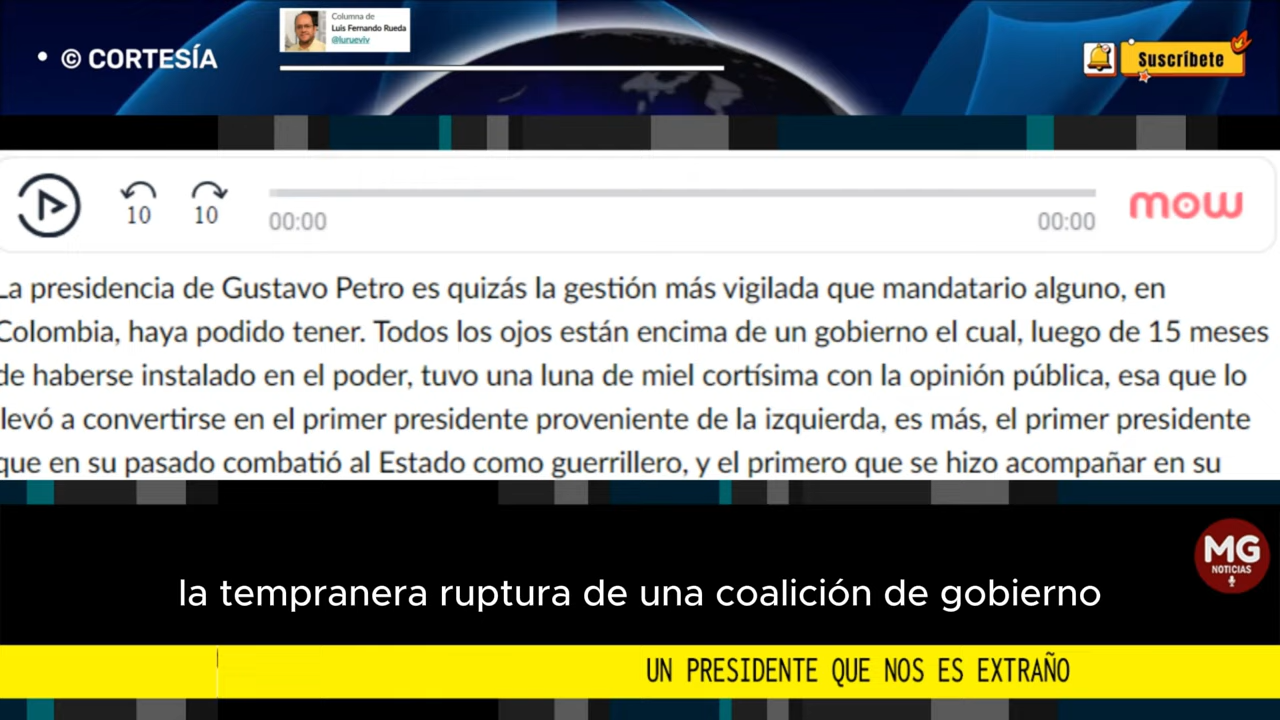 Columna de
Luis Fernando Rueda
@lurueviv
• © CORTESÍA
Suscríbete
10
10
00:00
00:00
mow
La presidencia de Gustavo Petro es quizás la gestión más vigilada que mandatario alguno, en
Colombia, haya podido tener. Todos los ojos están encima de un gobierno el cual, luego de 15 meses
de haberse instalado en el poder, tuvo una luna de miel cortísima con la opinión pública, esa que lo
llevó a convertirse en el primer presidente proveniente de la izquierda, es más, el primer presidente
que en su pasado combatió al Estado como guerrillero, y el primero que se hizo acompañar en su
MG
NOTICIAS
la tempranera ruptura de una coalición de gobierno
UN PRESIDENTE QUE NOS ES EXTRAÑO